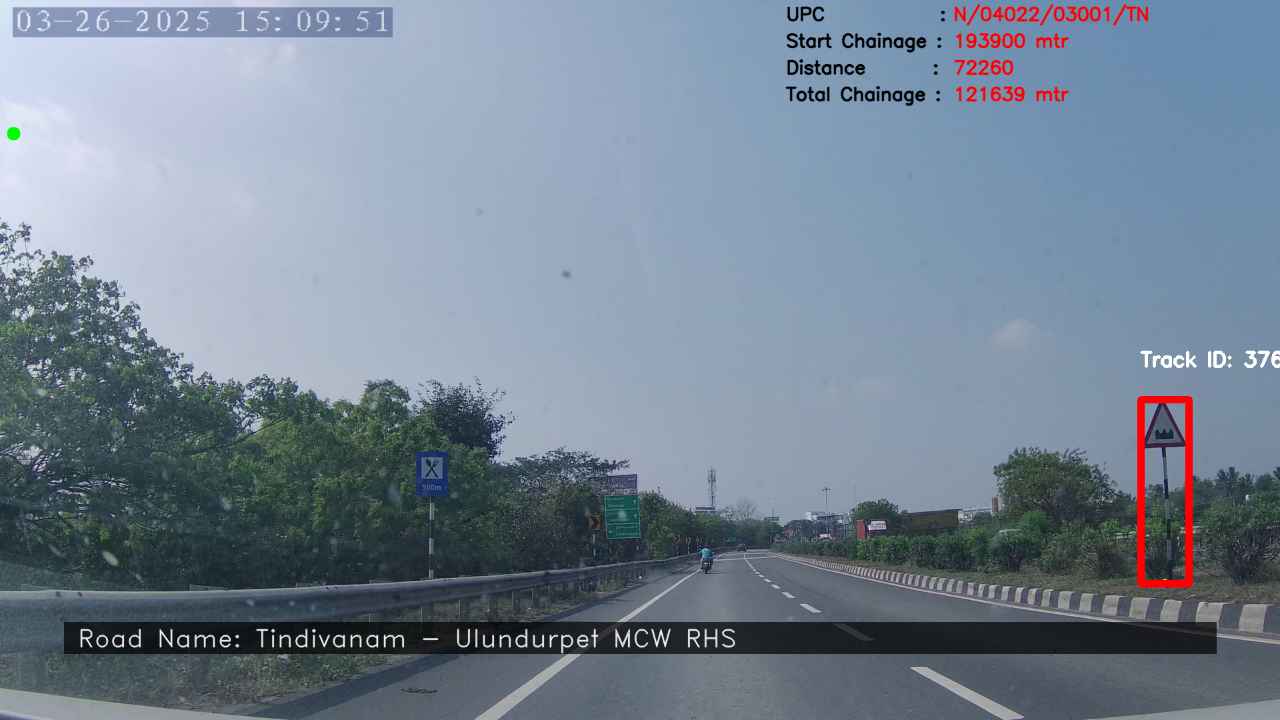 03-26-2025 15:09:51
UPC : N/04022/03001/TN
Start Chainage : 193900 mtr
Distance : 72260
Total Chainage : 121639 mtr
Track ID: 376
500m
Road Name: Tindivanam – Ulundurpet MCW RHS